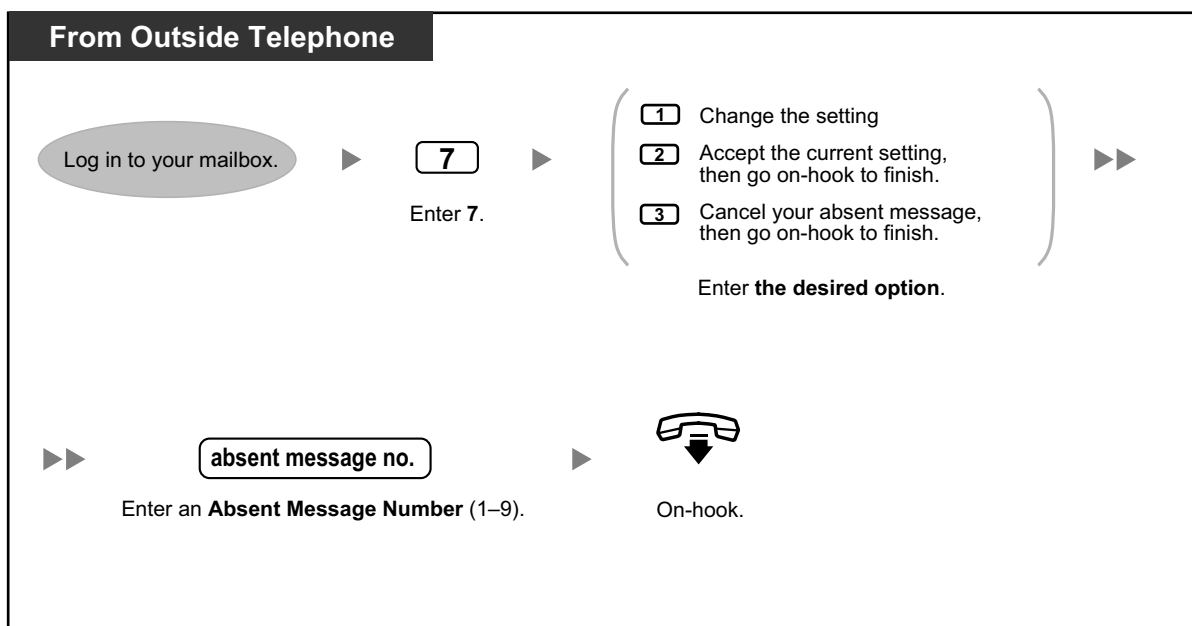 From Outside Telephone
Log in to your mailbox.
7
Enter 7.
1 Change the setting
2 Accept the current setting,
then go on-hook to finish.
3 Cancel your absent message,
then go on-hook to finish.
Enter the desired option.
absent message no.
Enter an Absent Message Number (1–9).
On-hook.